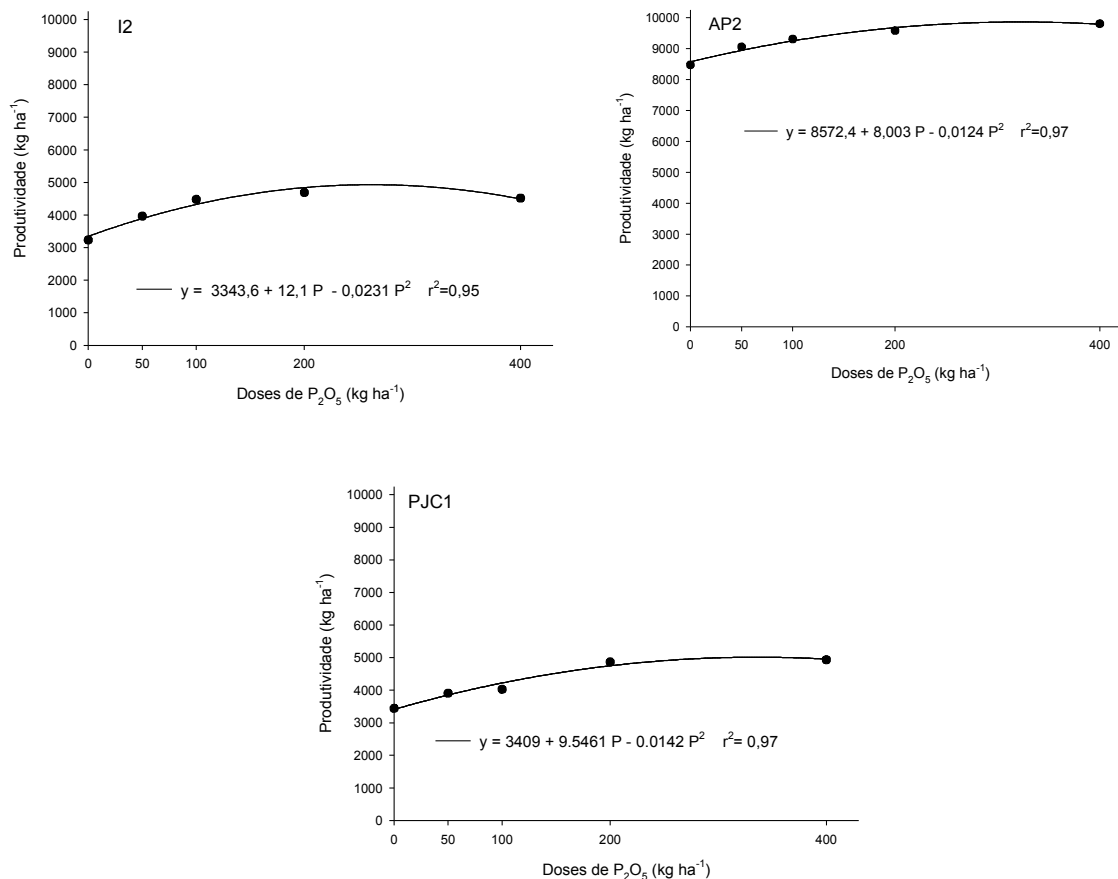 I2
10000
9000
8000
7000
6000
5000
4000
3000
2000
1000
0
Produtividade (kg ha⁻¹)
y = 3343,6 + 12,1 P - 0,0231 P² r²=0,95
0 50 100 200 400
Doses de P₂O₅ (kg ha⁻¹)
AP2
10000
9000
8000
7000
6000
5000
4000
3000
2000
1000
0
Produtividade (kg ha⁻¹)
y = 8572,4 + 8,003 P - 0,0124 P² r²=0,97
0 50 100 200 400
Doses de P₂O₅ (kg ha⁻¹)
PJC1
10000
9000
8000
7000
6000
5000
4000
3000
2000
1000
0
Produtividade (kg ha⁻¹)
y = 3409 + 9.5461 P - 0.0142 P² r²= 0,97
0 50 100 200 400
Doses de P₂O₅ (kg ha⁻¹)